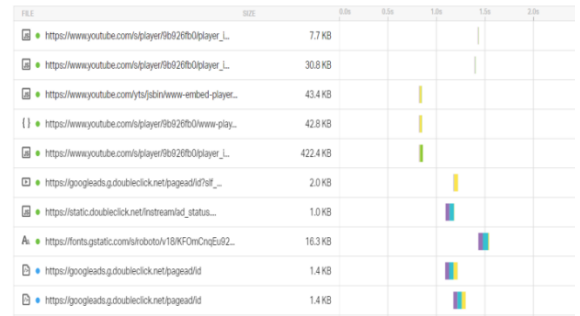 FILE SIZE 0.0s 0.5s 1.0s 1.5s 2.0s
https://www.youtube.com/s/player/9b926fb0/player_i... 7.7 KB
https://www.youtube.com/s/player/9b926fb0/player_i... 30.8 KB
https://www.youtube.com/yts/jsbin/www-embed-player... 43.4 KB
{ } https://www.youtube.com/s/player/9b926fb0/www-play... 42.8 KB
https://www.youtube.com/s/player/9b926fb0/player_i... 422.4 KB
https://googleads.g.doubleclick.net/pagead/id?slf_... 2.0 KB
https://static.doubleclick.net/instream/ad_status... 1.0 KB
https://fonts.gstatic.com/s/roboto/v18/KFOmCnqEu92... 16.3 KB
https://googleads.g.doubleclick.net/pagead/id 1.4 KB
https://googleads.g.doubleclick.net/pagead/id 1.4 KB